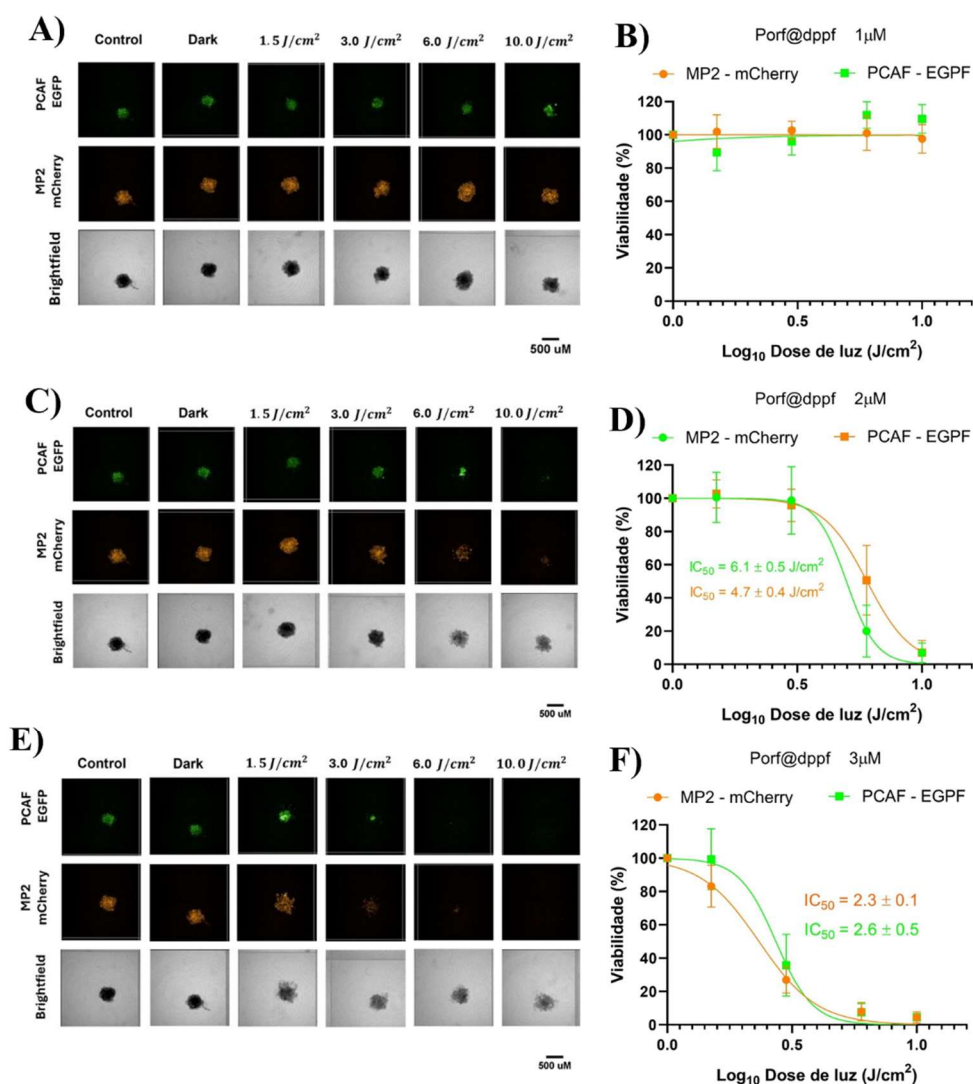 A)
Control Dark 1.5 J/cm² 3.0 J/cm² 6.0 J/cm² 10.0 J/cm²
PCAF
EGFP
MP2
mCherry
Brightfield
500 uM
B)
Porf@dppf 1µM
MP2 - mCherry PCAF - EGPF
Viabilidade (%)
120
100
80
60
40
20
0
0.0 0.5 1.0
Log₁₀ Dose de luz (J/cm²)
C)
Control Dark 1.5 J/cm² 3.0 J/cm² 6.0 J/cm² 10.0 J/cm²
PCAF
EGFP
MP2
mCherry
Brightfield
500 uM
D)
Porf@dppf 2µM
MP2 - mCherry PCAF - EGPF
Viabilidade (%)
120
100
80
60
40
20
0
IC₅₀ = 6.1 ± 0.5 J/cm²
IC₅₀ = 4.7 ± 0.4 J/cm²
0.0 0.5 1.0
Log₁₀ Dose de luz (J/cm²)
E)
Control Dark 1.5 J/cm² 3.0 J/cm² 6.0 J/cm² 10.0 J/cm²
PCAF
EGFP
MP2
mCherry
Brightfield
500 uM
F)
Porf@dppf 3µM
MP2 - mCherry PCAF - EGPF
Viabilidade (%)
120
100
80
60
40
20
0
IC₅₀ = 2.3 ± 0.1
IC₅₀ = 2.6 ± 0.5
0.0 0.5 1.0
Log₁₀ Dose de luz (J/cm²)